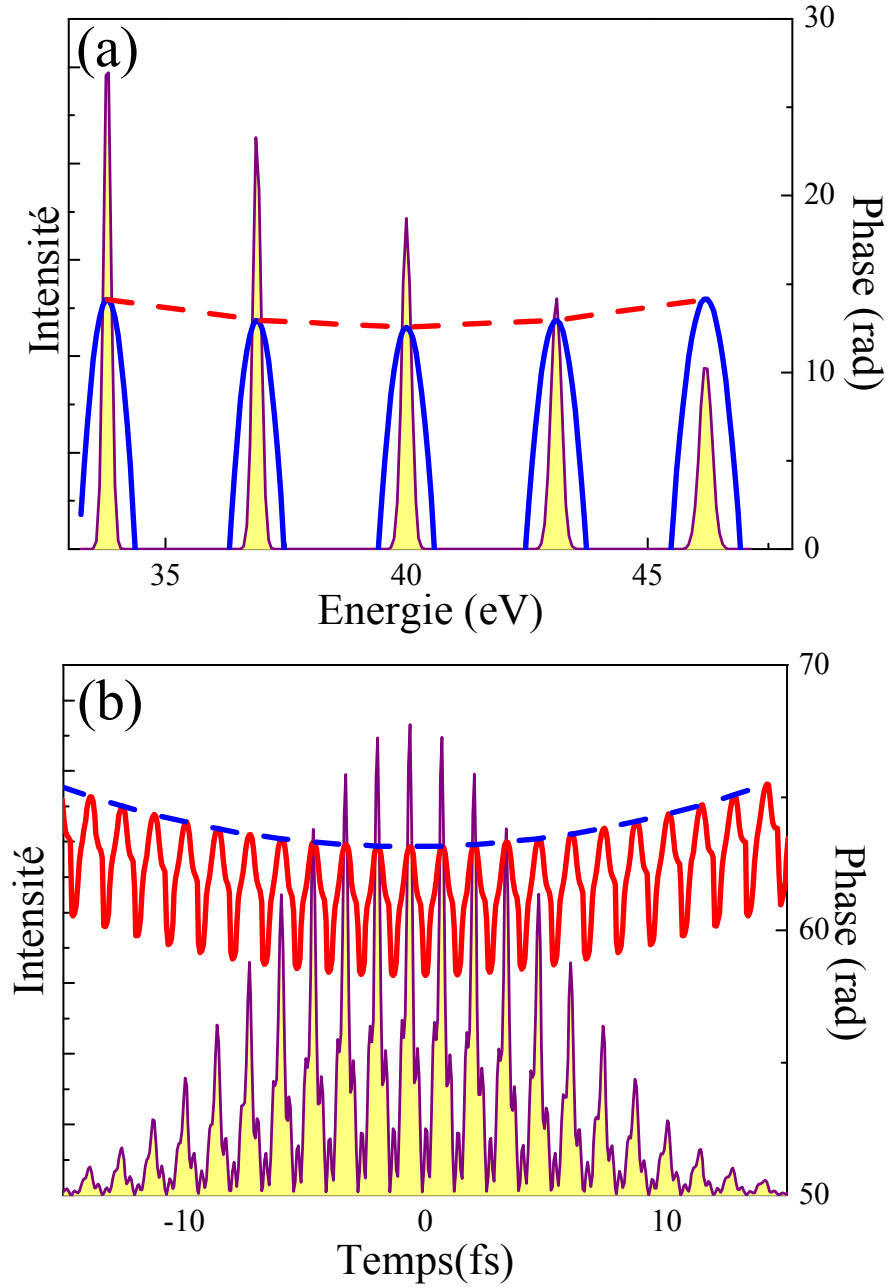 (a)
30
20
10
0
Intensité
Phase (rad)
35
40
45
Energie (eV)
(b)
70
60
50
Intensité
Phase (rad)
-10
0
10
Temps(fs)